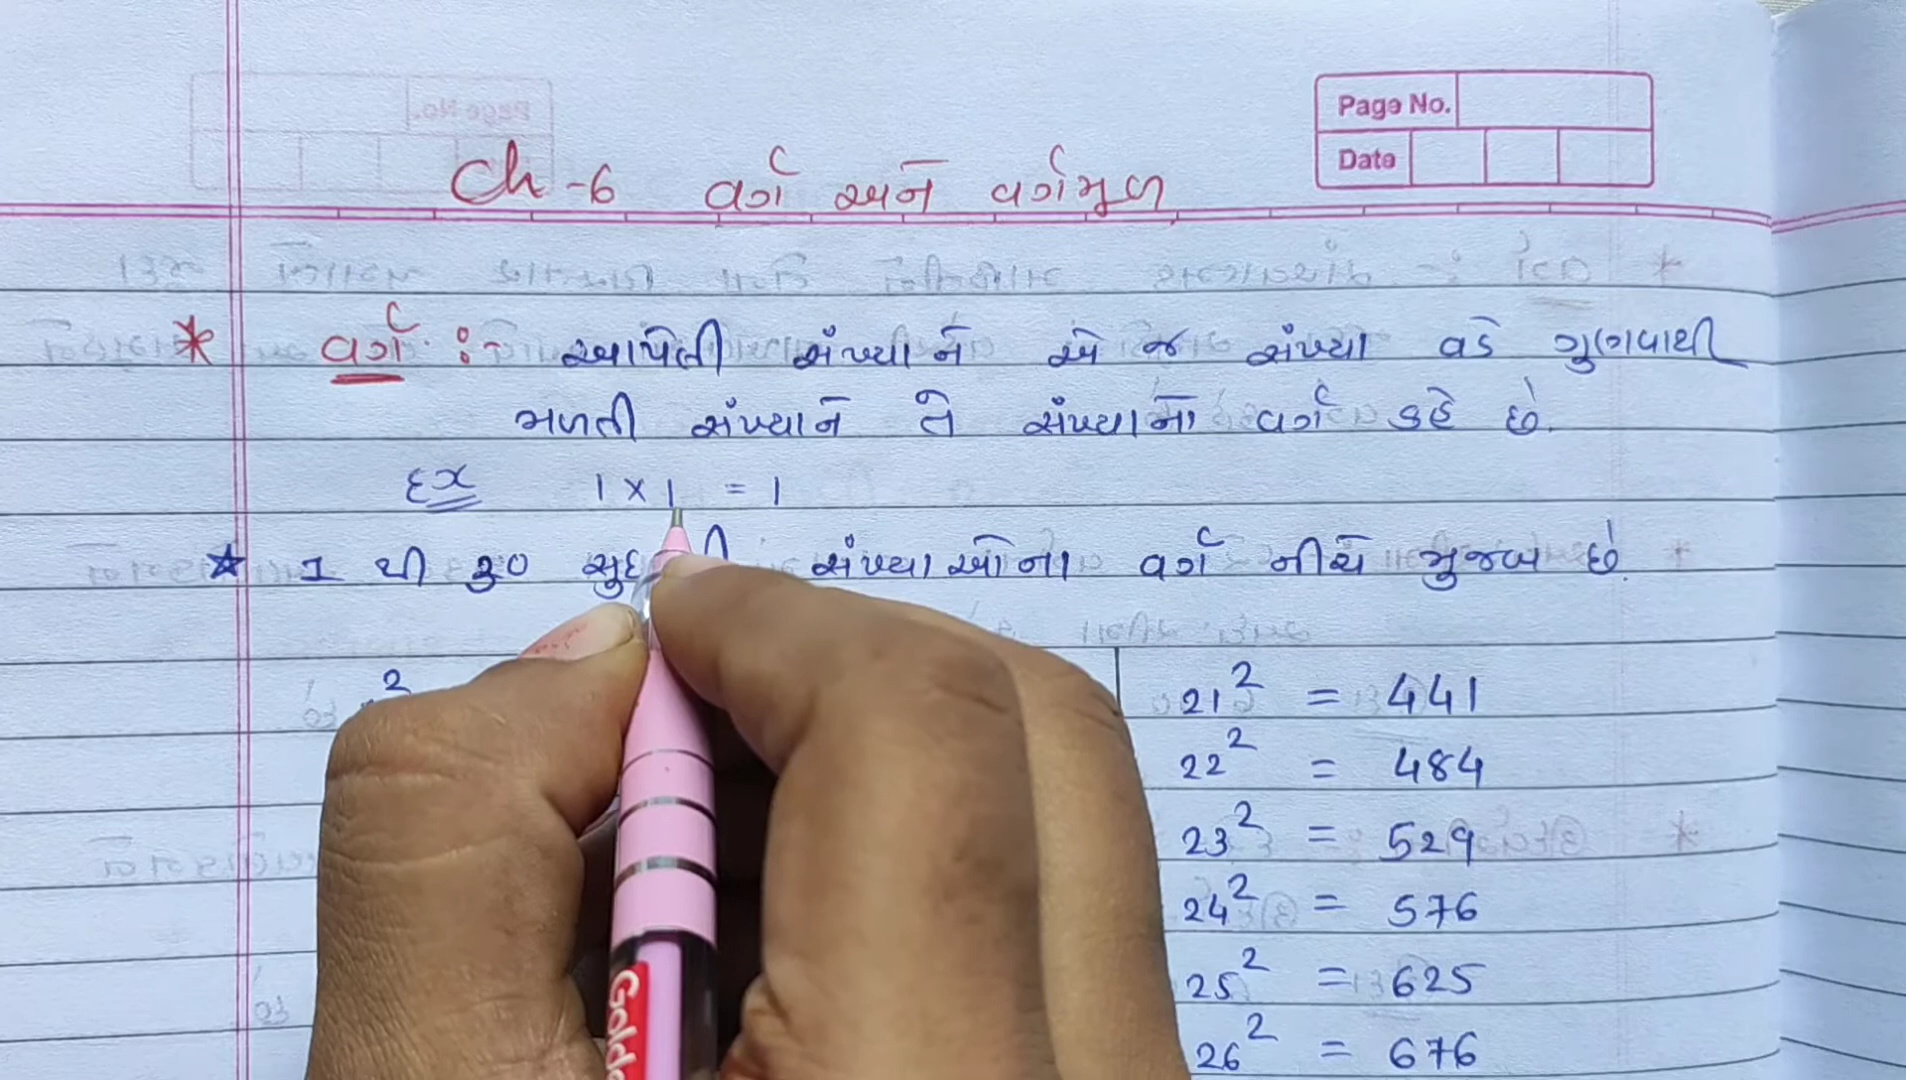 Page No.
Date
Ch-6 વર્ગ અને વર્ગમૂળ
* વર્ગ :- આપેલી સંખ્યાને એ જ સંખ્યા વડે ગુણવાથી
મળતી સંખ્યાને તે સંખ્યાનો વર્ગ કહે છે.
Ex 1 × 1 = 1
★ 1 થી 30 સંખ્યાઓના વર્ગ નીચે મુજબ છે.
21² = 441
22² = 484
23² = 529
24² = 576
25² = 625
26² = 676